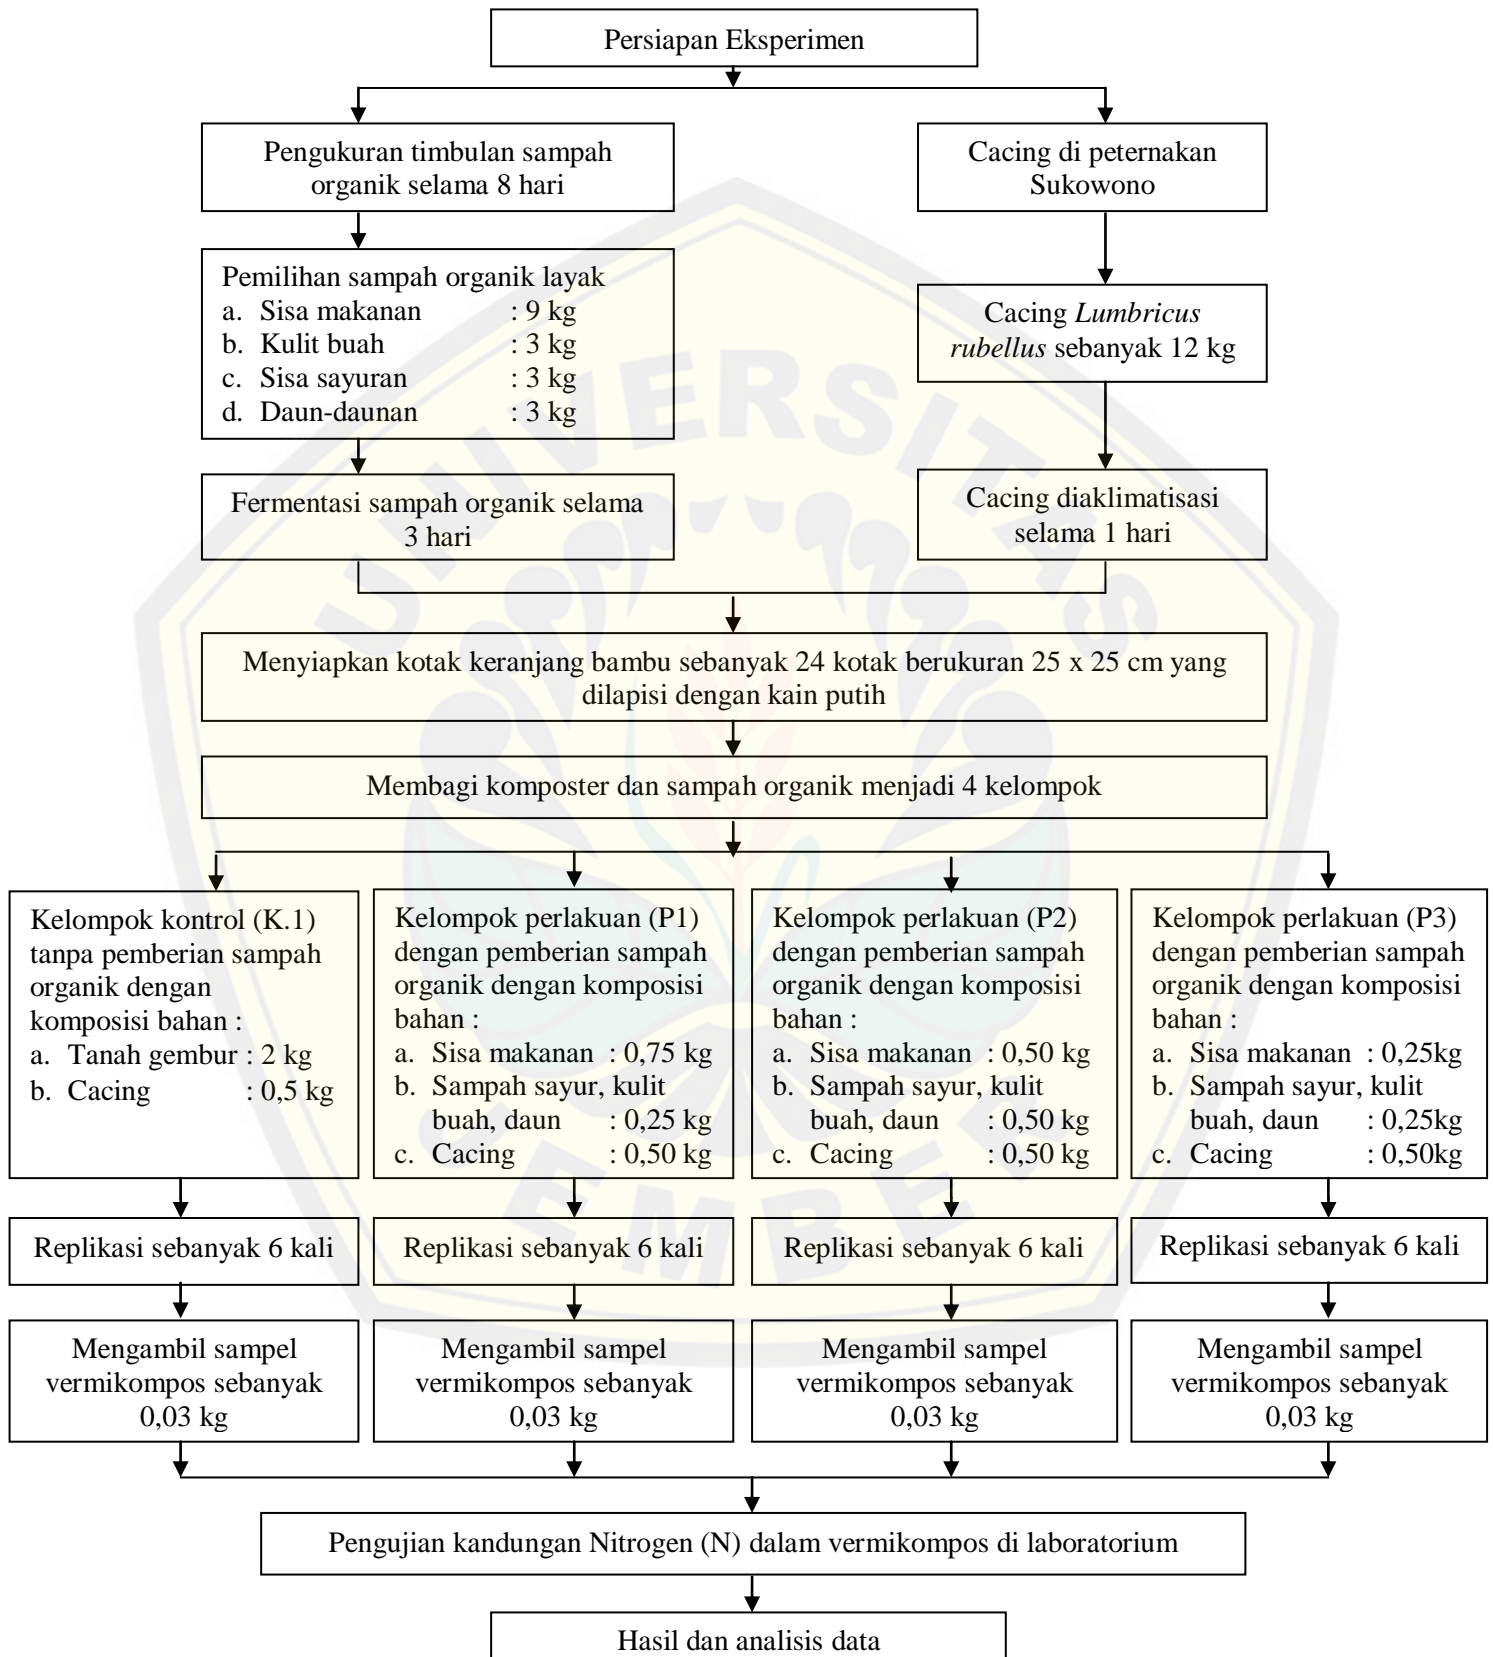 Persiapan Eksperimen
Pengukuran timbulan sampah
organik selama 8 hari
Cacing di peternakan
Sukowono
Pemilihan sampah organik layak
a. Sisa makanan : 9 kg
b. Kulit buah : 3 kg
c. Sisa sayuran : 3 kg
d. Daun-daunan : 3 kg
Cacing Lumbricus
rubellus sebanyak 12 kg
Fermentasi sampah organik selama
3 hari
Cacing diaklimatisasi
selama 1 hari
Menyiapkan kotak keranjang bambu sebanyak 24 kotak berukuran 25 x 25 cm yang
dilapisi dengan kain putih
Membagi komposter dan sampah organik menjadi 4 kelompok
Kelompok kontrol (K.1)
tanpa pemberian sampah
organik dengan
komposisi bahan :
a. Tanah gembur : 2 kg
b. Cacing : 0,5 kg
Kelompok perlakuan (P1)
dengan pemberian sampah
organik dengan komposisi
bahan :
a. Sisa makanan : 0,75 kg
b. Sampah sayur, kulit
buah, daun : 0,25 kg
c. Cacing : 0,50 kg
Kelompok perlakuan (P2)
dengan pemberian sampah
organik dengan komposisi
bahan :
a. Sisa makanan : 0,50 kg
b. Sampah sayur, kulit
buah, daun : 0,50 kg
c. Cacing : 0,50 kg
Kelompok perlakuan (P3)
dengan pemberian sampah
organik dengan komposisi
bahan :
a. Sisa makanan : 0,25kg
b. Sampah sayur, kulit
buah, daun : 0,25kg
c. Cacing : 0,50kg
Replikasi sebanyak 6 kali
Replikasi sebanyak 6 kali
Replikasi sebanyak 6 kali
Replikasi sebanyak 6 kali
Mengambil sampel
vermikompos sebanyak
0,03 kg
Mengambil sampel
vermikompos sebanyak
0,03 kg
Mengambil sampel
vermikompos sebanyak
0,03 kg
Mengambil sampel
vermikompos sebanyak
0,03 kg
Pengujian kandungan Nitrogen (N) dalam vermikompos di laboratorium
Hasil dan analisis data
UNIVERSITAS
JEMBER